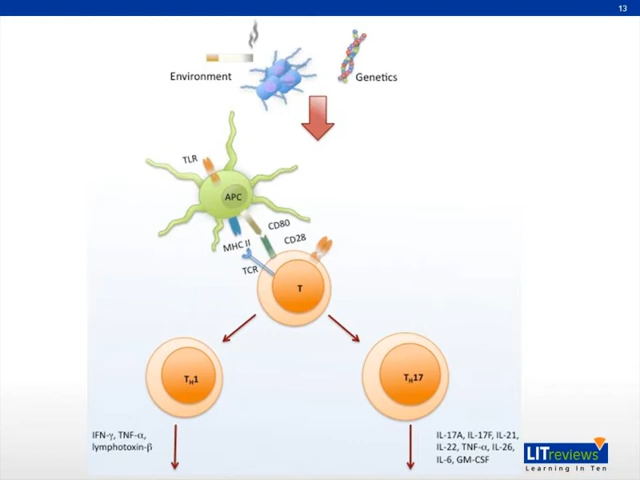 13
Environment
Genetics
TLR
APC
CD80
MHC II
CD28
TCR
T
TH1
TH17
IFN-γ, TNF-α,
lymphotoxin-β
IL-17A, IL-17F, IL-21,
IL-22, TNF-α, IL-26,
IL-6, GM-CSF
LITreviews
Learning In Ten